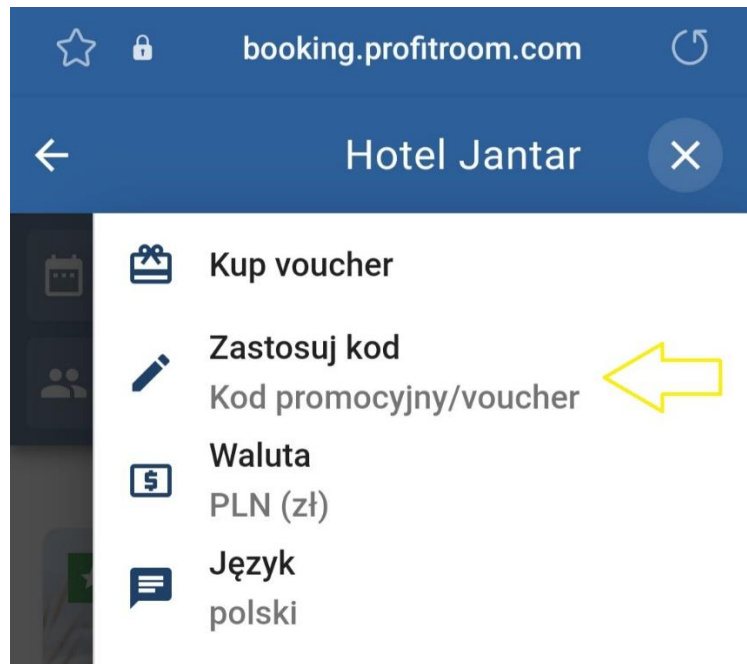 booking.profitroom.com
Hotel Jantar
Kup voucher
Zastosuj kod
Kod promocyjny/voucher
Waluta
PLN (zł)
Język
polski